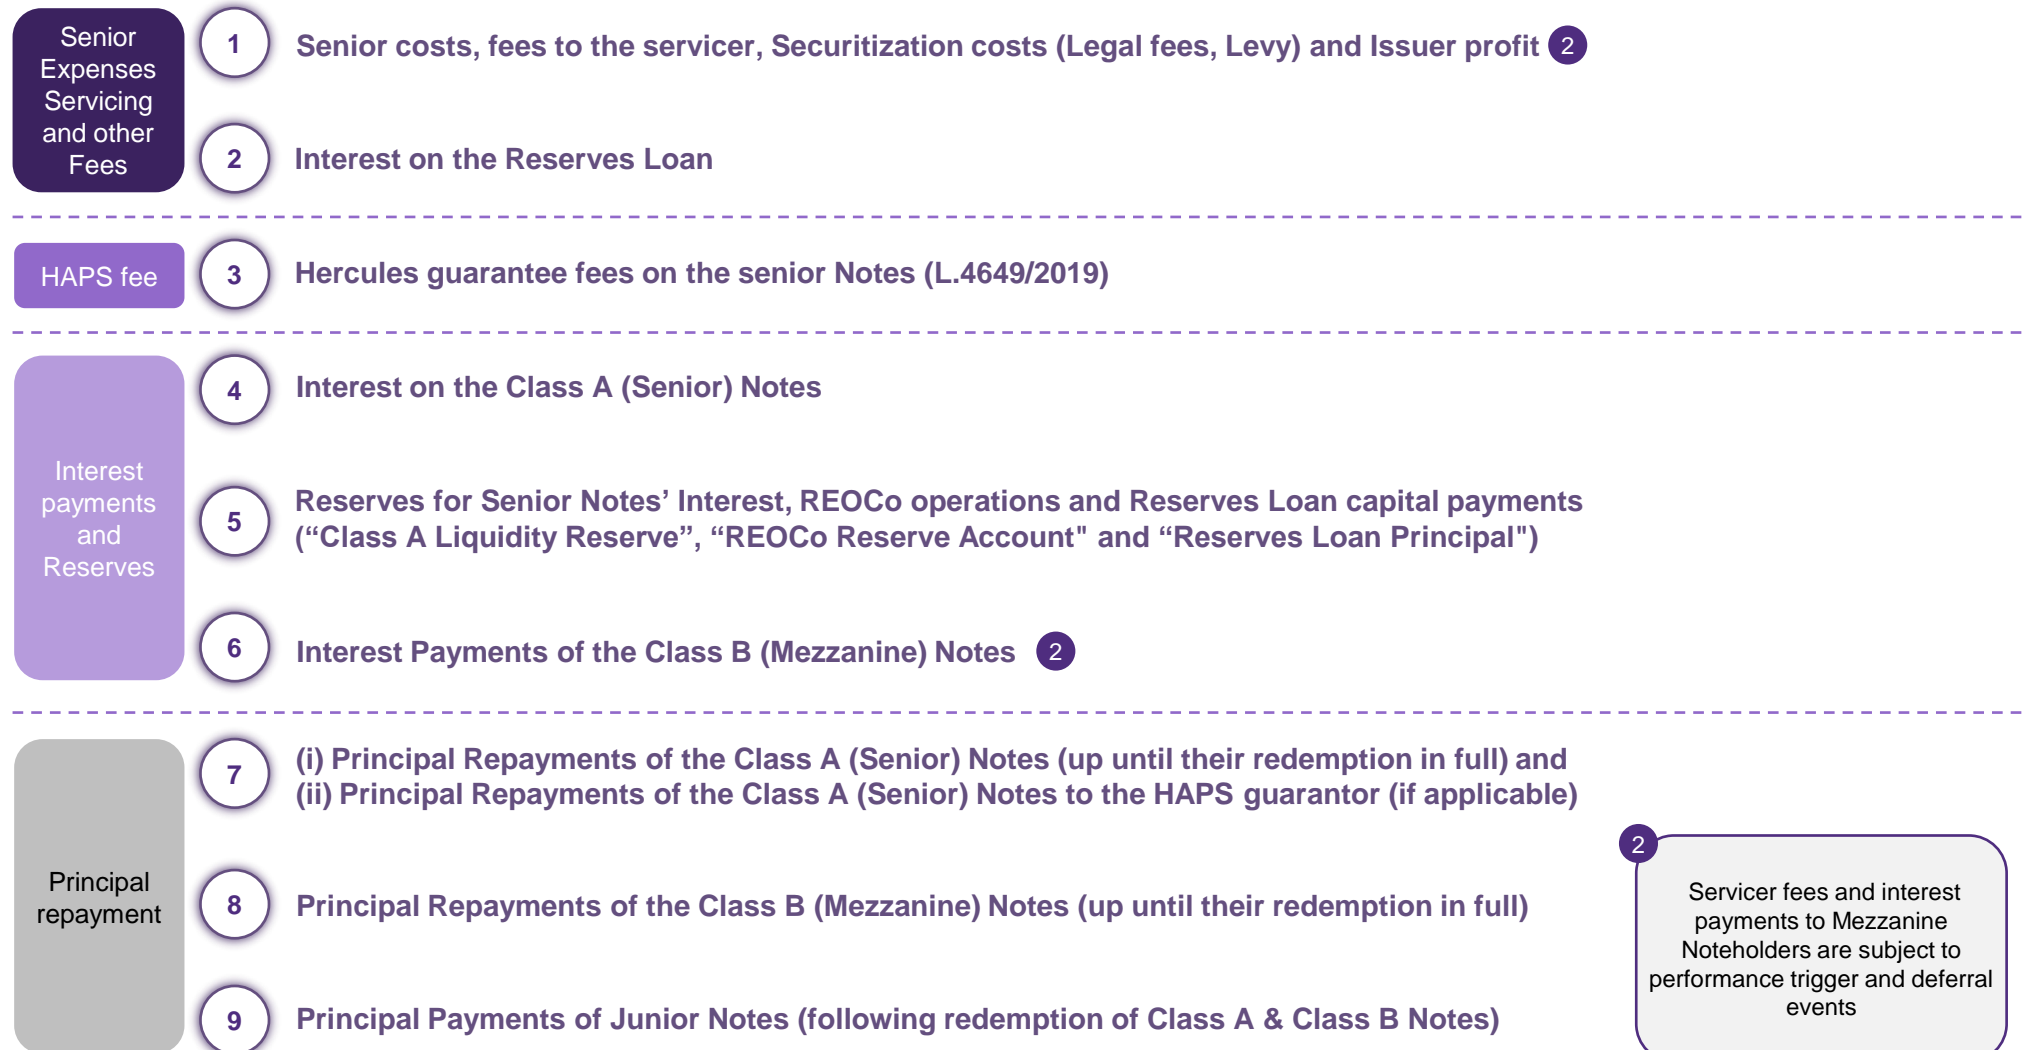 Senior
Expenses
Servicing
and other
Fees
1
Senior costs, fees to the servicer, Securitization costs (Legal fees, Levy) and Issuer profit 2
2
Interest on the Reserves Loan
HAPS fee
3
Hercules guarantee fees on the senior Notes (L.4649/2019)
Interest
payments
and
Reserves
4
Interest on the Class A (Senior) Notes
5
Reserves for Senior Notes’ Interest, REOCo operations and Reserves Loan capital payments
(“Class A Liquidity Reserve”, “REOCo Reserve Account" and “Reserves Loan Principal")
6
Interest Payments of the Class B (Mezzanine) Notes 2
Principal
repayment
7
(i) Principal Repayments of the Class A (Senior) Notes (up until their redemption in full) and
(ii) Principal Repayments of the Class A (Senior) Notes to the HAPS guarantor (if applicable)
8
Principal Repayments of the Class B (Mezzanine) Notes (up until their redemption in full)
9
Principal Payments of Junior Notes (following redemption of Class A & Class B Notes)
2
Servicer fees and interest
payments to Mezzanine
Noteholders are subject to
performance trigger and deferral
events